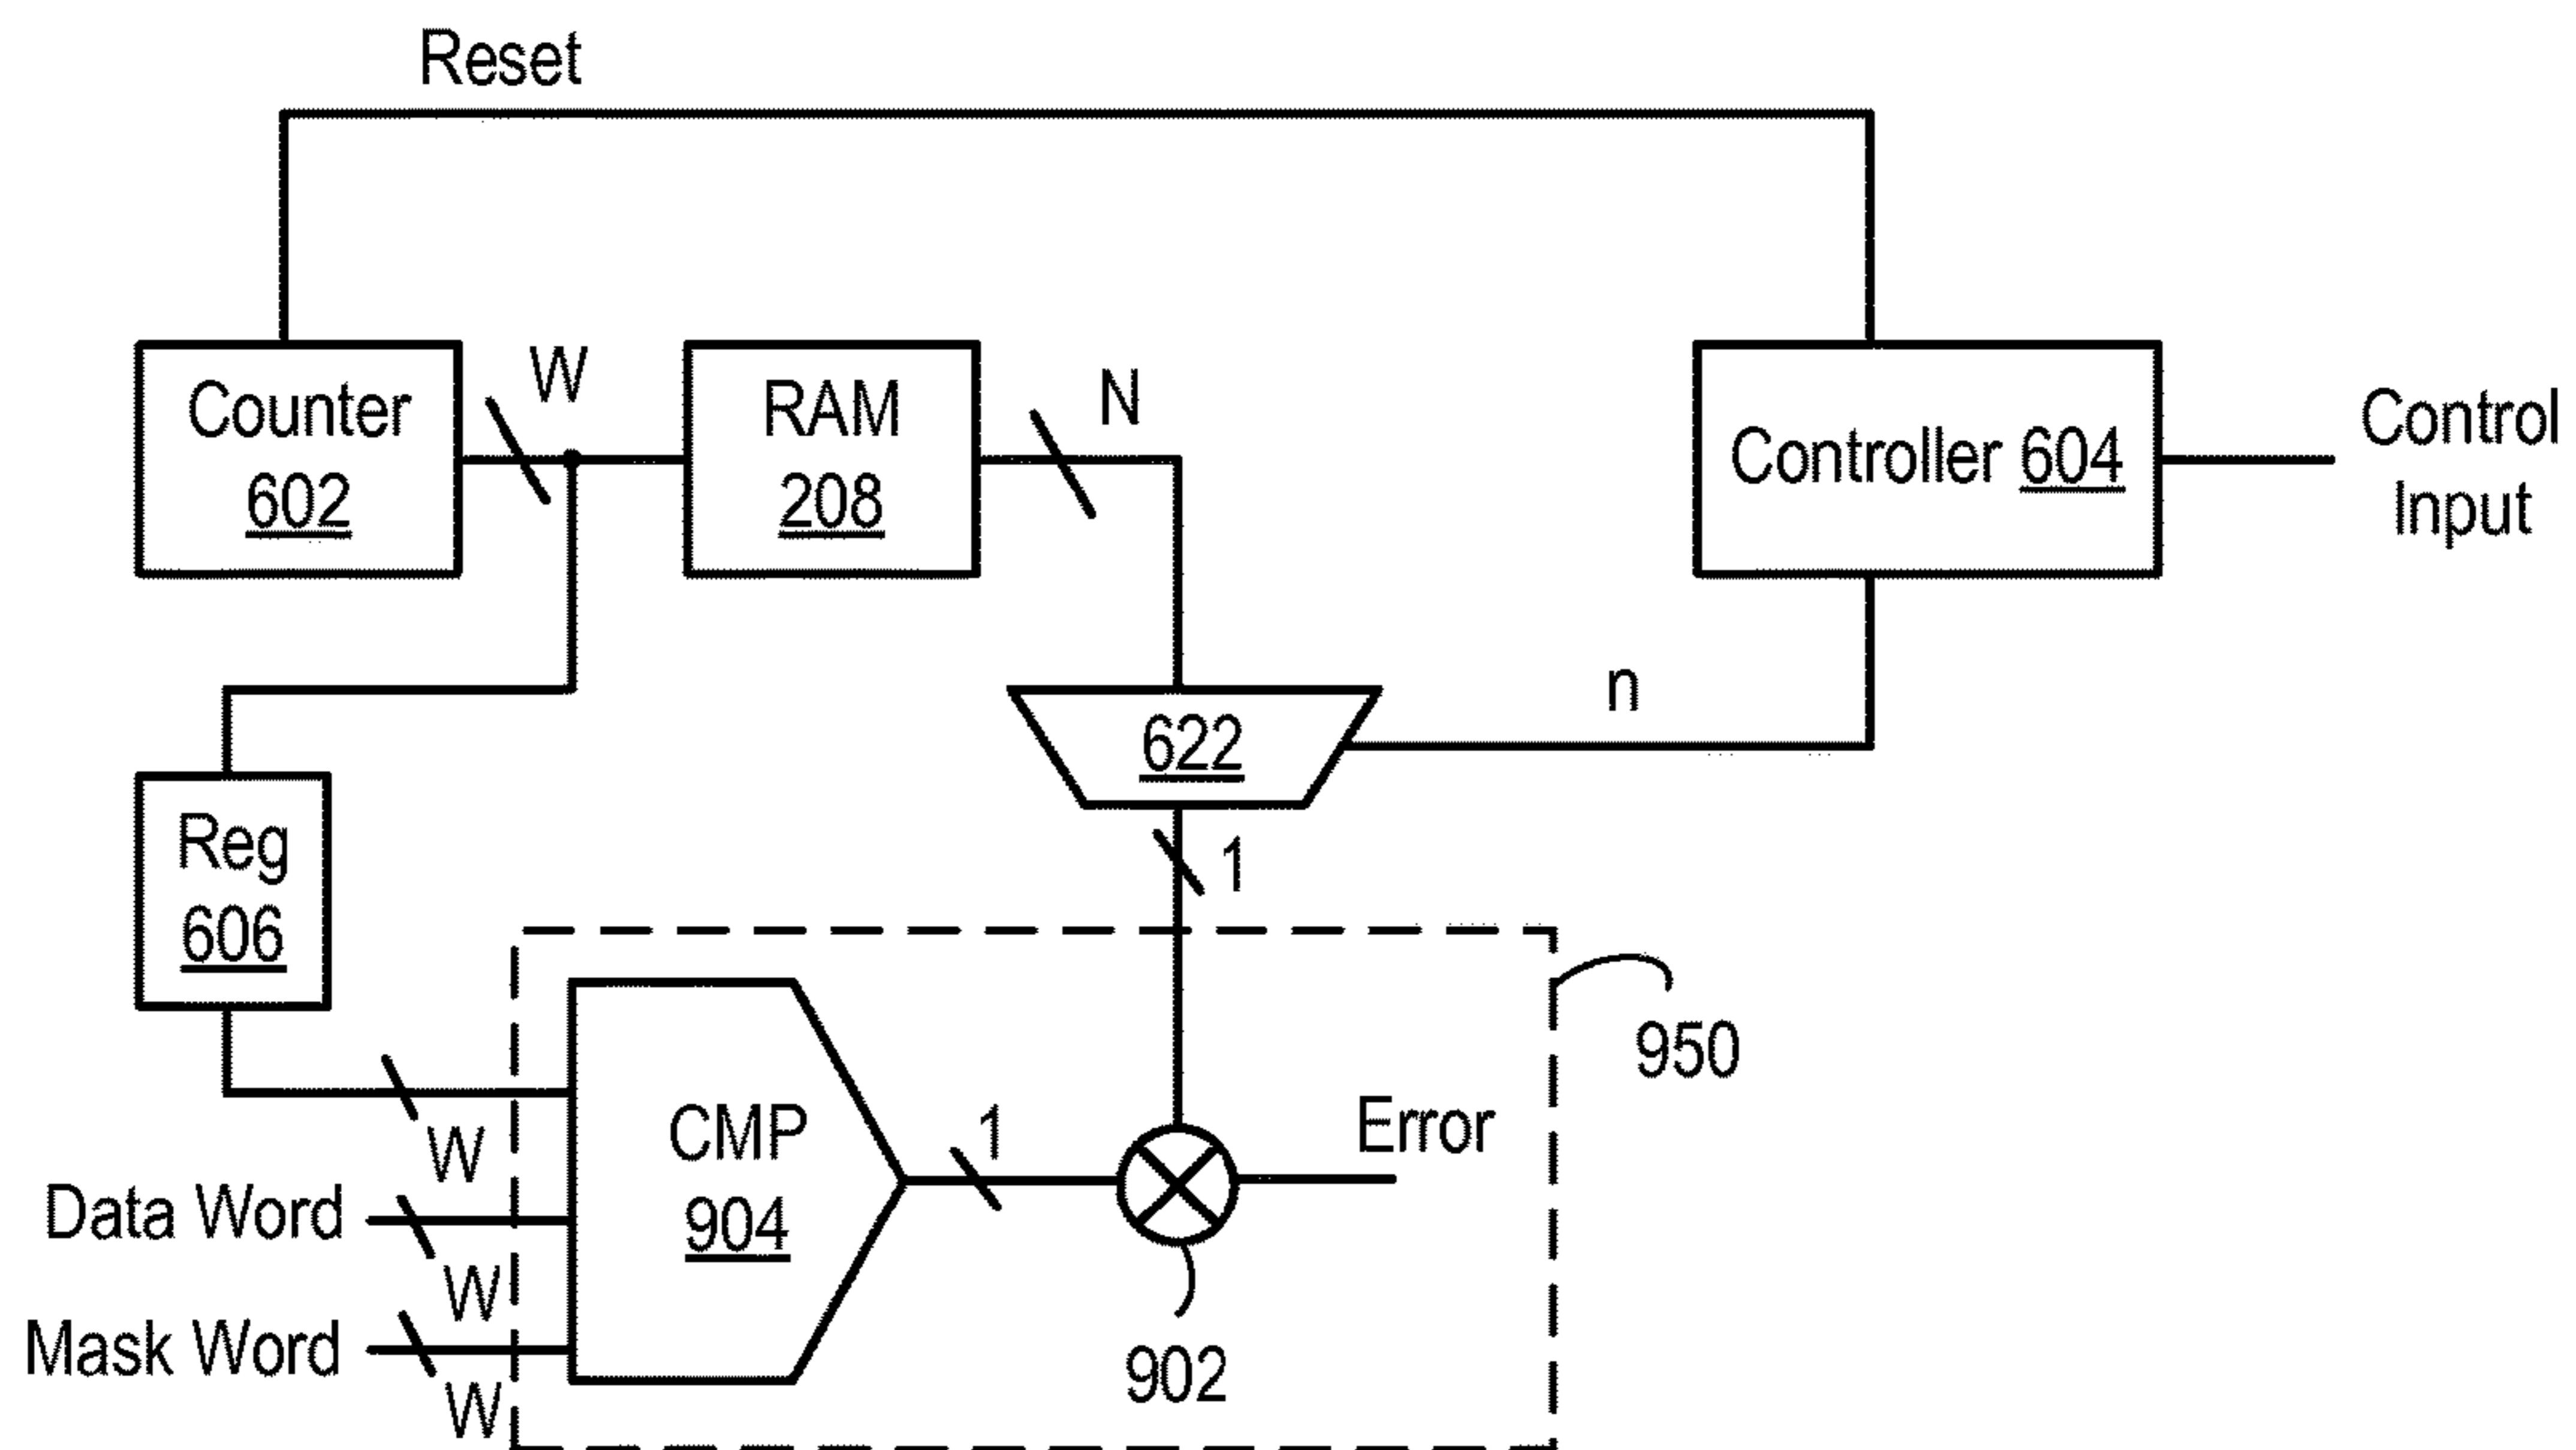 Reset
Counter
602
W
RAM
208
N
Controller 604
Control
Input
n
622
1
Reg
606
950
W
CMP
904
1
Error
Data Word
W
Mask Word
W
902